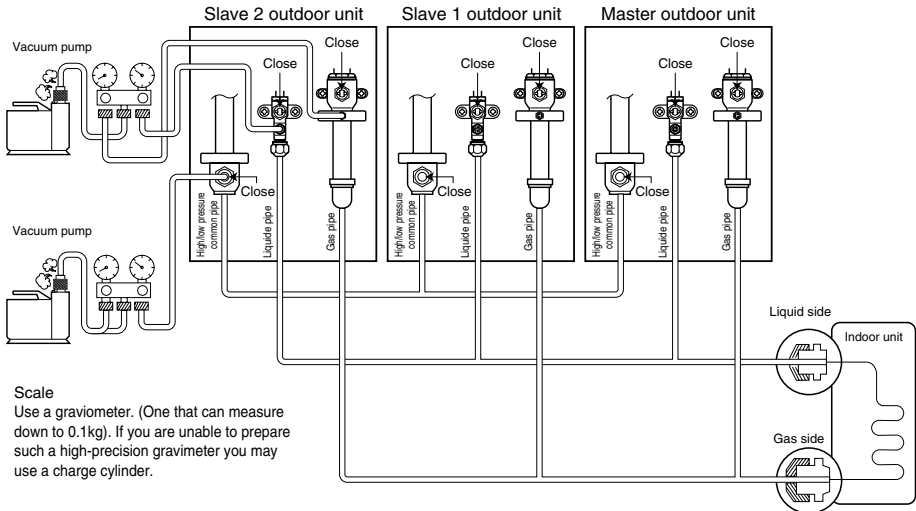 Slave 2 outdoor unit
Slave 1 outdoor unit
Master outdoor unit
Vacuum pump
Close
Close
Close
Close
Close
Close
Close
Close
Close
High/low pressure
common pipe
Liquide pipe
Gas pipe
High/low pressure
common pipe
Liquide pipe
Gas pipe
High/low pressure
common pipe
Liquide pipe
Gas pipe
Vacuum pump
Liquid side
Indoor unit
Gas side
Scale
Use a graviometer. (One that can measure
down to 0.1kg). If you are unable to prepare
such a high-precision gravimeter you may
use a charge cylinder.